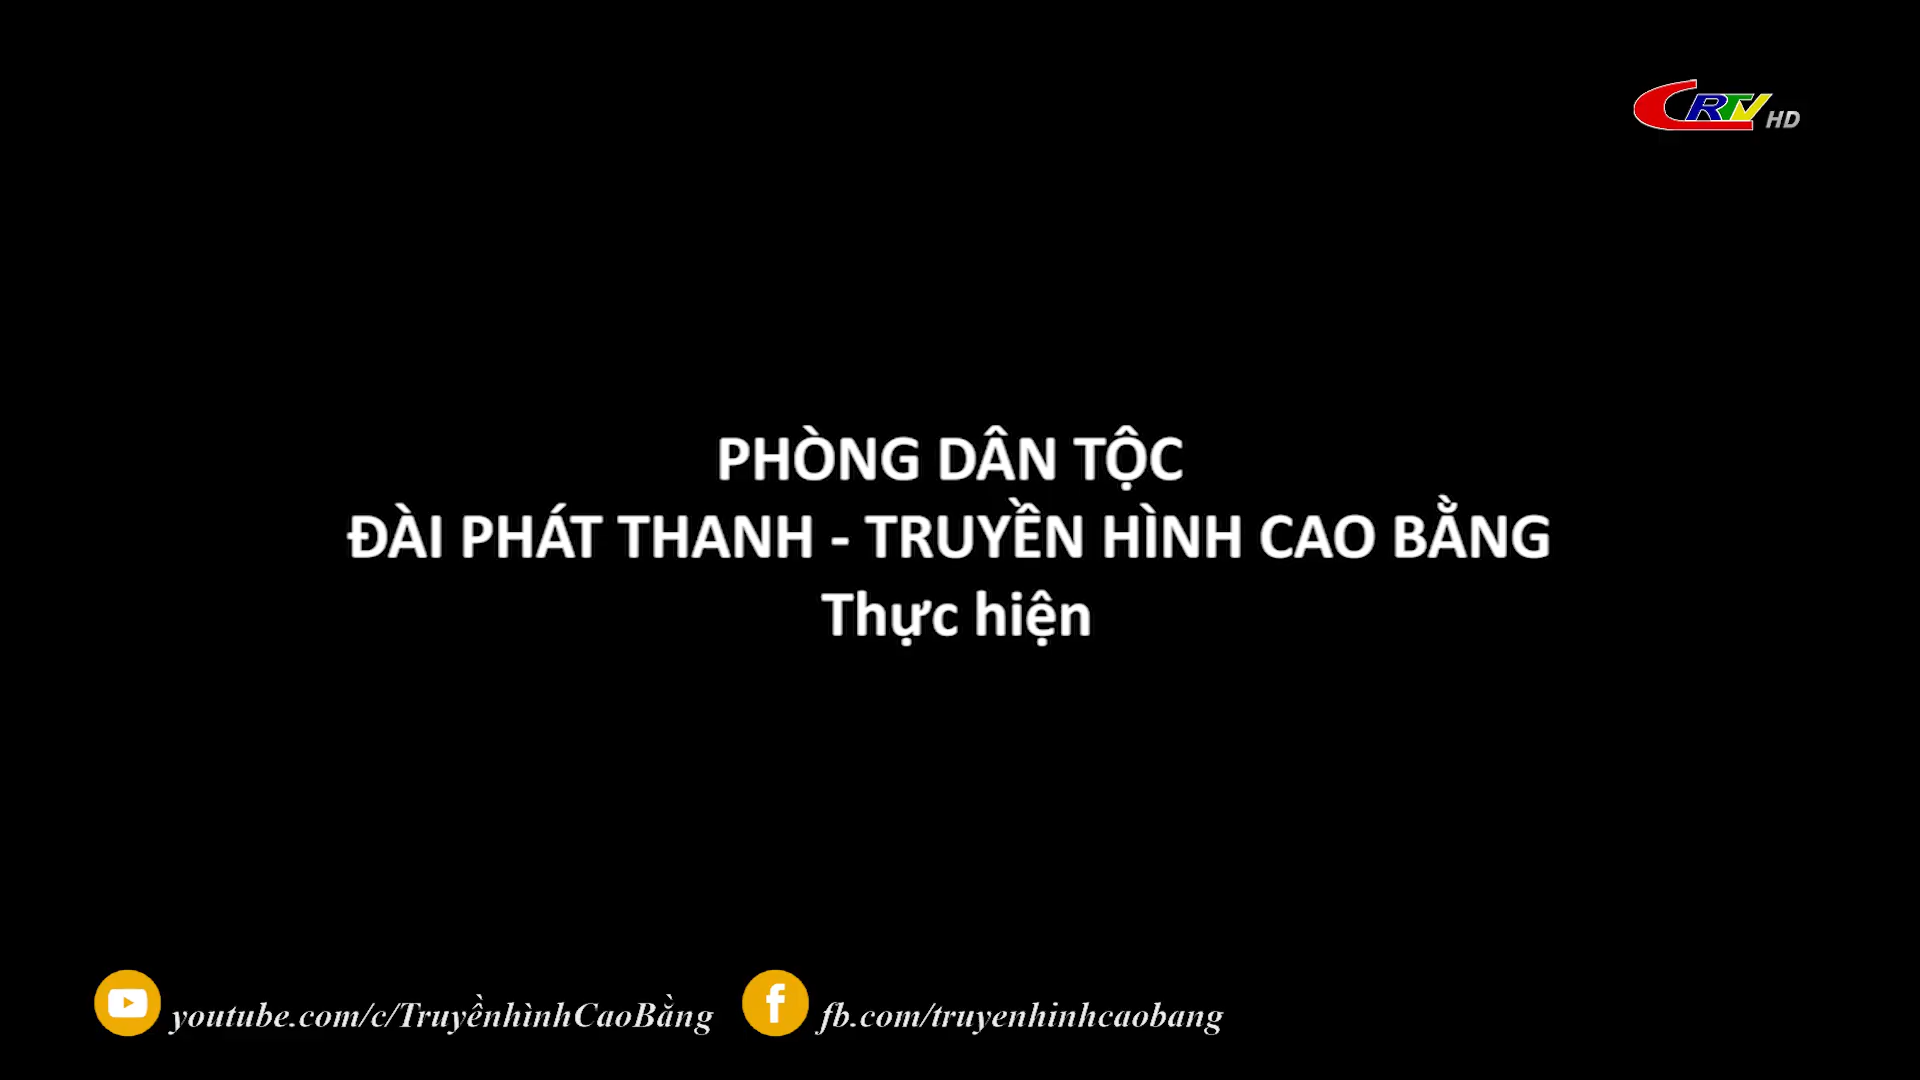 CRTV HD
PHÒNG DÂN TỘC
ĐÀI PHÁT THANH - TRUYỀN HÌNH CAO BẰNG
Thực hiện
youtube.com/c/TruyềnhìnhCaoBằng
fb.com/truyenhinhcaobang